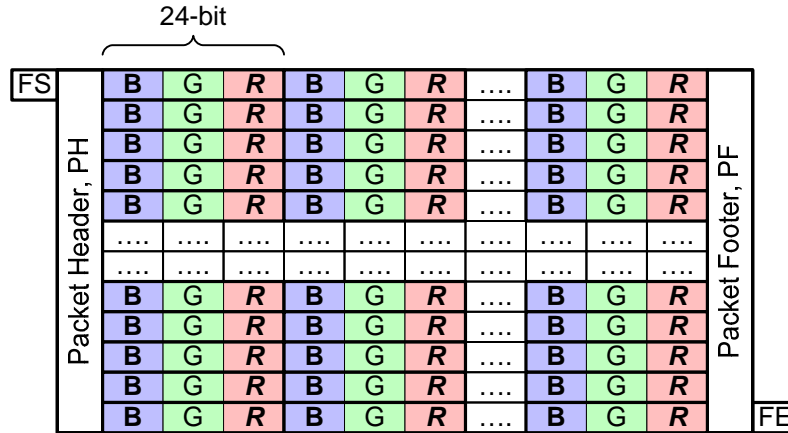 24-bit
FS Packet Header, PH B G R B G R .... B G R Packet Footer, PF
B G R B G R .... B G R
B G R B G R .... B G R
B G R B G R .... B G R
B G R B G R .... B G R
.... .... .... .... .... .... .... .... .... ....
.... .... .... .... .... .... .... .... .... ....
B G R B G R .... B G R
B G R B G R .... B G R
B G R B G R .... B G R
B G R B G R .... B G R
B G R B G R .... B G R FE